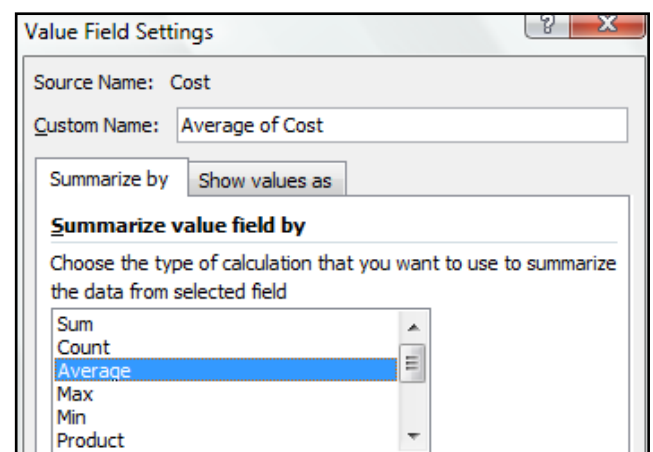 Value Field Settings
Source Name: Cost
Custom Name: Average of Cost
Summarize by Show values as
Summarize value field by
Choose the type of calculation that you want to use to summarize
the data from selected field
Sum
Count
Average
Max
Min
Product